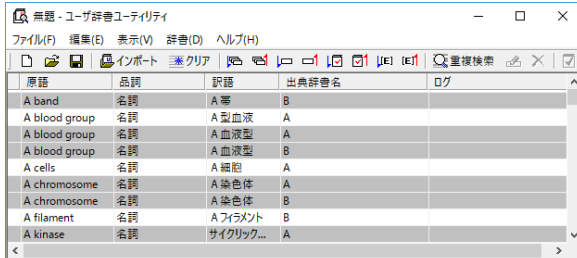 無題 - ユーザ辞書ユーティリティ
ファイル(F) 編集(E) 表示(V) 辞書(D) ヘルプ(H)
インポート クリア [E] [E] 重複検索
原語 品詞 訳語 出典辞書名 ログ
A band 名詞 A 帯 B
A blood group 名詞 A 型血液 A
A blood group 名詞 A 血液型 A
A blood group 名詞 A 血液型 B
A cells 名詞 A 細胞 A
A chromosome 名詞 A 染色体 A
A chromosome 名詞 A 染色体 B
A filament 名詞 A フィラメント B
A kinase 名詞 サイクリック... A